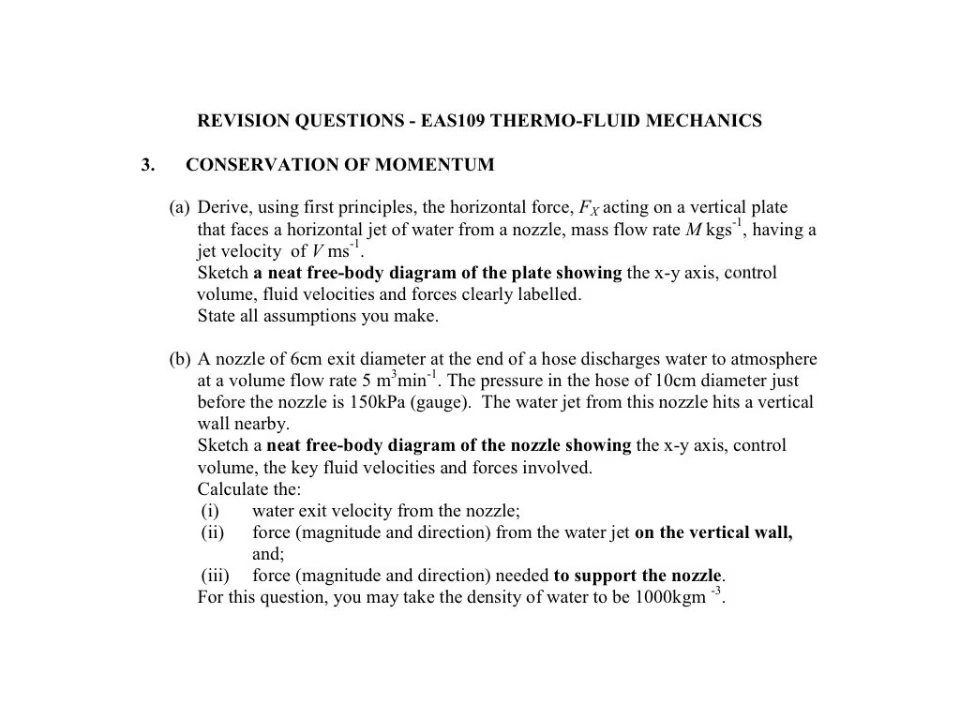 REVISION QUESTIONS - EAS109 THERMO-FLUID MECHANICS
3. CONSERVATION OF MOMENTUM
(a) Derive, using first principles, the horizontal force, Fx acting on a vertical plate
that faces a horizontal jet of water from a nozzle, mass flow rate M kgs⁻¹, having a
jet velocity of V ms⁻¹.
Sketch a neat free-body diagram of the plate showing the x-y axis, control
volume, fluid velocities and forces clearly labelled.
State all assumptions you make.
(b) A nozzle of 6cm exit diameter at the end of a hose discharges water to atmosphere
at a volume flow rate 5 m³min⁻¹. The pressure in the hose of 10cm diameter just
before the nozzle is 150kPa (gauge). The water jet from this nozzle hits a vertical
wall nearby.
Sketch a neat free-body diagram of the nozzle showing the x-y axis, control
volume, the key fluid velocities and forces involved.
Calculate the:
(i) water exit velocity from the nozzle;
(ii) force (magnitude and direction) from the water jet on the vertical wall,
and;
(iii) force (magnitude and direction) needed to support the nozzle.
For this question, you may take the density of water to be 1000kgm ⁻³.